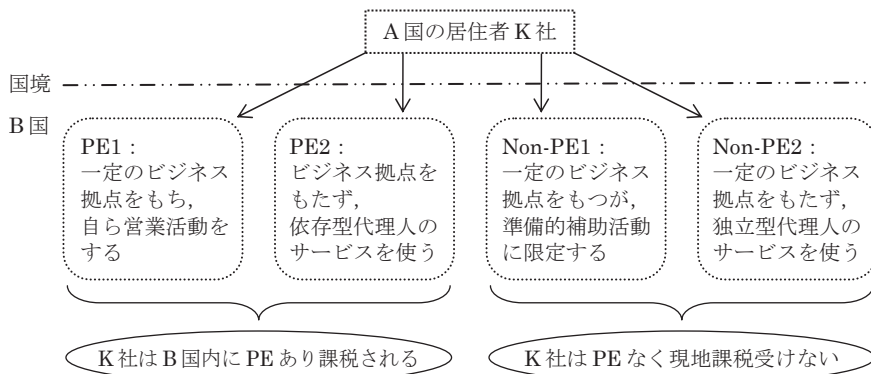 A国の居住者K社
国境
B国
PE1：
一定のビジネス
拠点をもち，
自ら営業活動を
する
PE2：
ビジネス拠点を
もたず，
依存型代理人の
サービスを使う
Non-PE1：
一定のビジネス
拠点をもつが，
準備的補助活動
に限定する
Non-PE2：
一定のビジネス
拠点をもたず，
独立型代理人の
サービスを使う
K社はB国内にPEあり課税される
K社はPEなく現地課税受けない